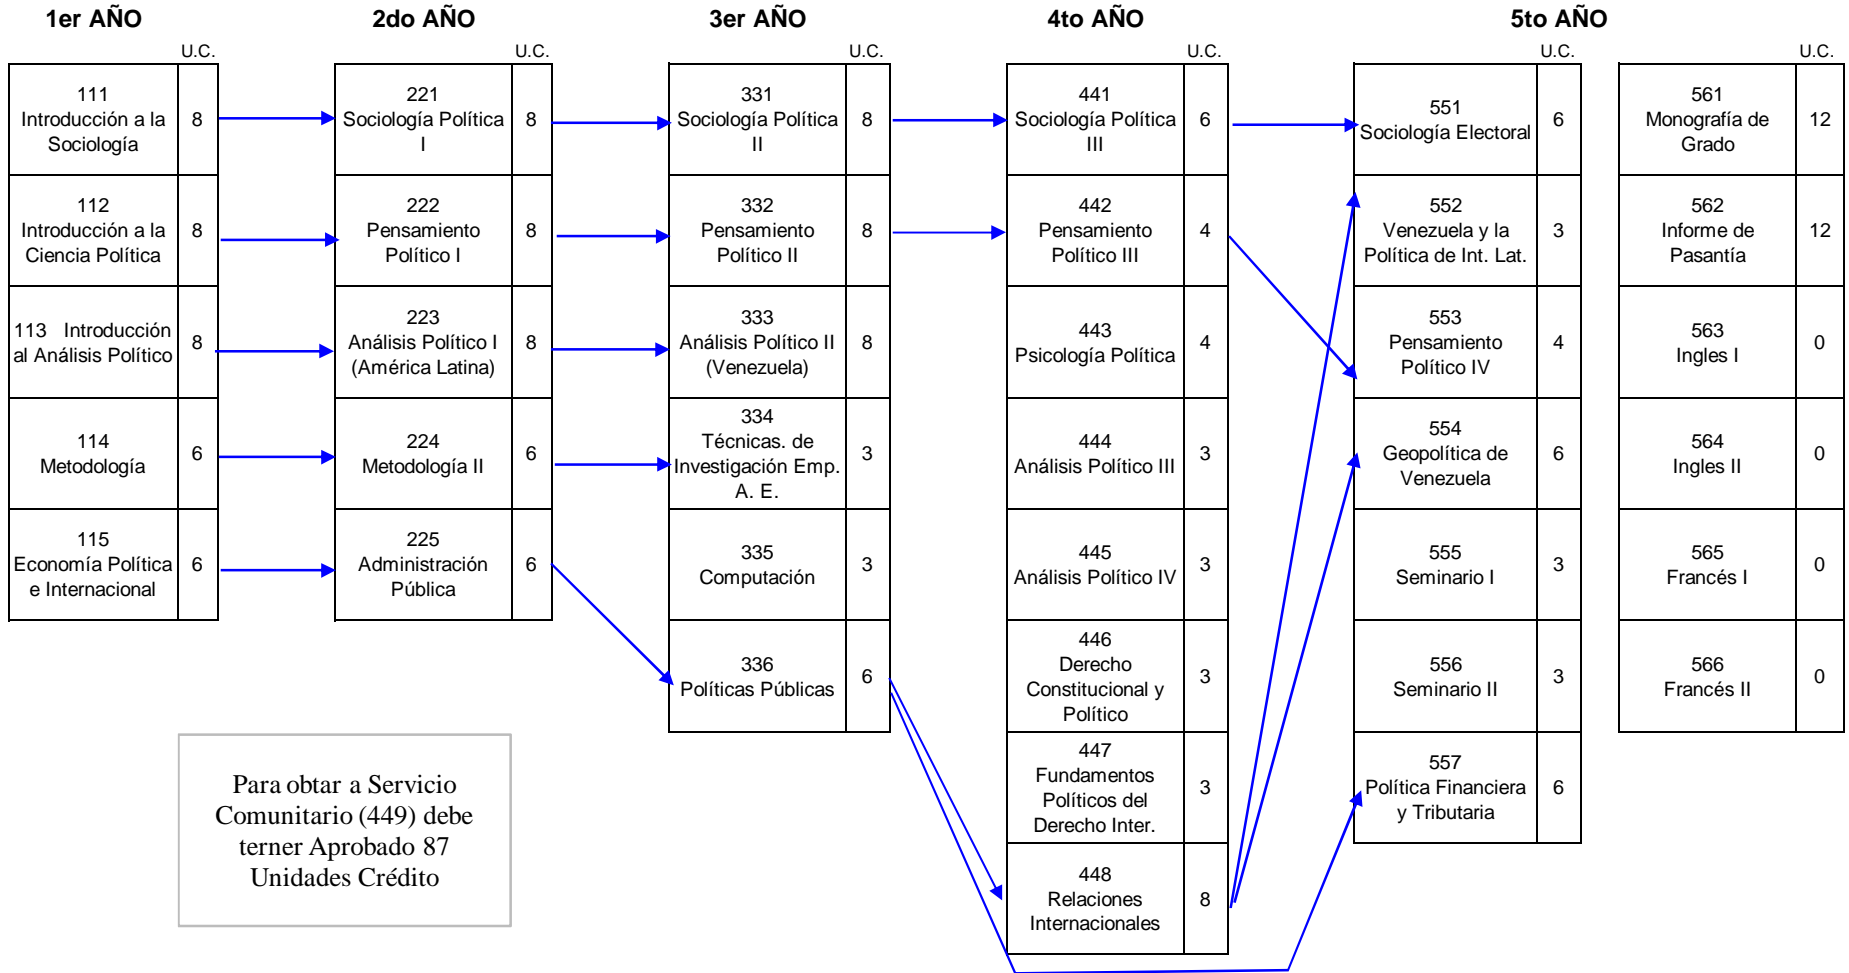 1er AÑO
U.C.
111
Introducción a la
Sociología
8
112
Introducción a la
Ciencia Política
8
113 Introducción
al Análisis Político
8
114
Metodología
6
115
Economía Política
e Internacional
6
2do AÑO
U.C.
221
Sociología Política
I
8
222
Pensamiento
Político I
8
223
Análisis Político I
(América Latina)
8
224
Metodología II
6
225
Administración
Pública
6
3er AÑO
U.C.
331
Sociología Política
II
8
332
Pensamiento
Político II
8
333
Análisis Político II
(Venezuela)
8
334
Técnicas. de
Investigación Emp.
A. E.
3
335
Computación
3
336
Políticas Públicas
6
4to AÑO
U.C.
441
Sociología Política
III
6
442
Pensamiento
Político III
4
443
Psicología Política
4
444
Análisis Político III
3
445
Análisis Político IV
3
446
Derecho
Constitucional y
Político
3
447
Fundamentos
Políticos del
Derecho Inter.
3
448
Relaciones
Internacionales
8
5to AÑO
U.C.
551
Sociología Electoral
6
552
Venezuela y la
Política de Int. Lat.
3
553
Pensamiento
Político IV
4
554
Geopolítica de
Venezuela
6
555
Seminario I
3
556
Seminario II
3
557
Política Financiera
y Tributaria
6
U.C.
561
Monografía de
Grado
12
562
Informe de
Pasantía
12
563
Ingles I
0
564
Ingles II
0
565
Francés I
0
566
Francés II
0
Para obtar a Servicio
Comunitario (449) debe
terner Aprobado 87
Unidades Crédito